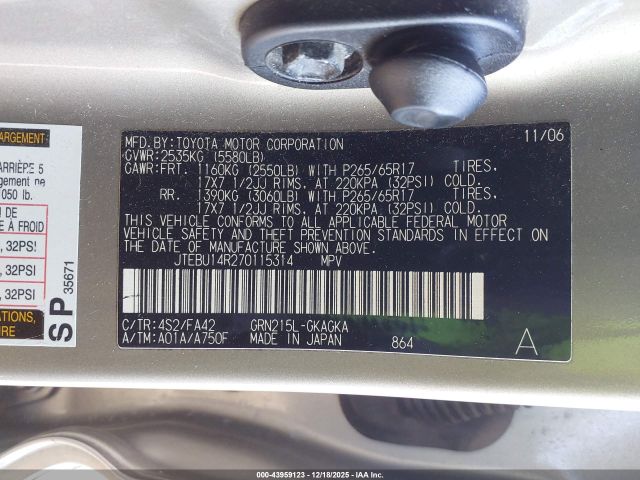 ARGEMENT
ARRIÈRE 5
gement ne
050 lb.
N DE
E À FROID
, 32PSI
, 32PSI
ATIONS,
URE
SP 35671
MFD.BY:TOYOTA MOTOR CORPORATION 11/06
GVWR:2535KG (5580LB)
GAWR:FRT. 1160KG (2550LB) WITH P265/65R17 TIRES,
17X7 1/2JJ RIMS, AT 220KPA (32PSI) COLD.
RR. 1390KG (3060LB) WITH P265/65R17 TIRES,
17X7 1/2JJ RIMS, AT 220KPA (32PSI) COLD.
THIS VEHICLE CONFORMS TO ALL APPLICABLE FEDERAL MOTOR
VEHICLE SAFETY AND THEFT PREVENTION STANDARDS IN EFFECT ON
THE DATE OF MANUFACTURE SHOWN ABOVE.
JTEBU14R270115314 MPV
C/TR:4S2/FA42 GRN215L-GKAGKA
A/TM:A01A/A750F MADE IN JAPAN 864 A
000-43959123 - 12/18/2025 - IAA Inc.